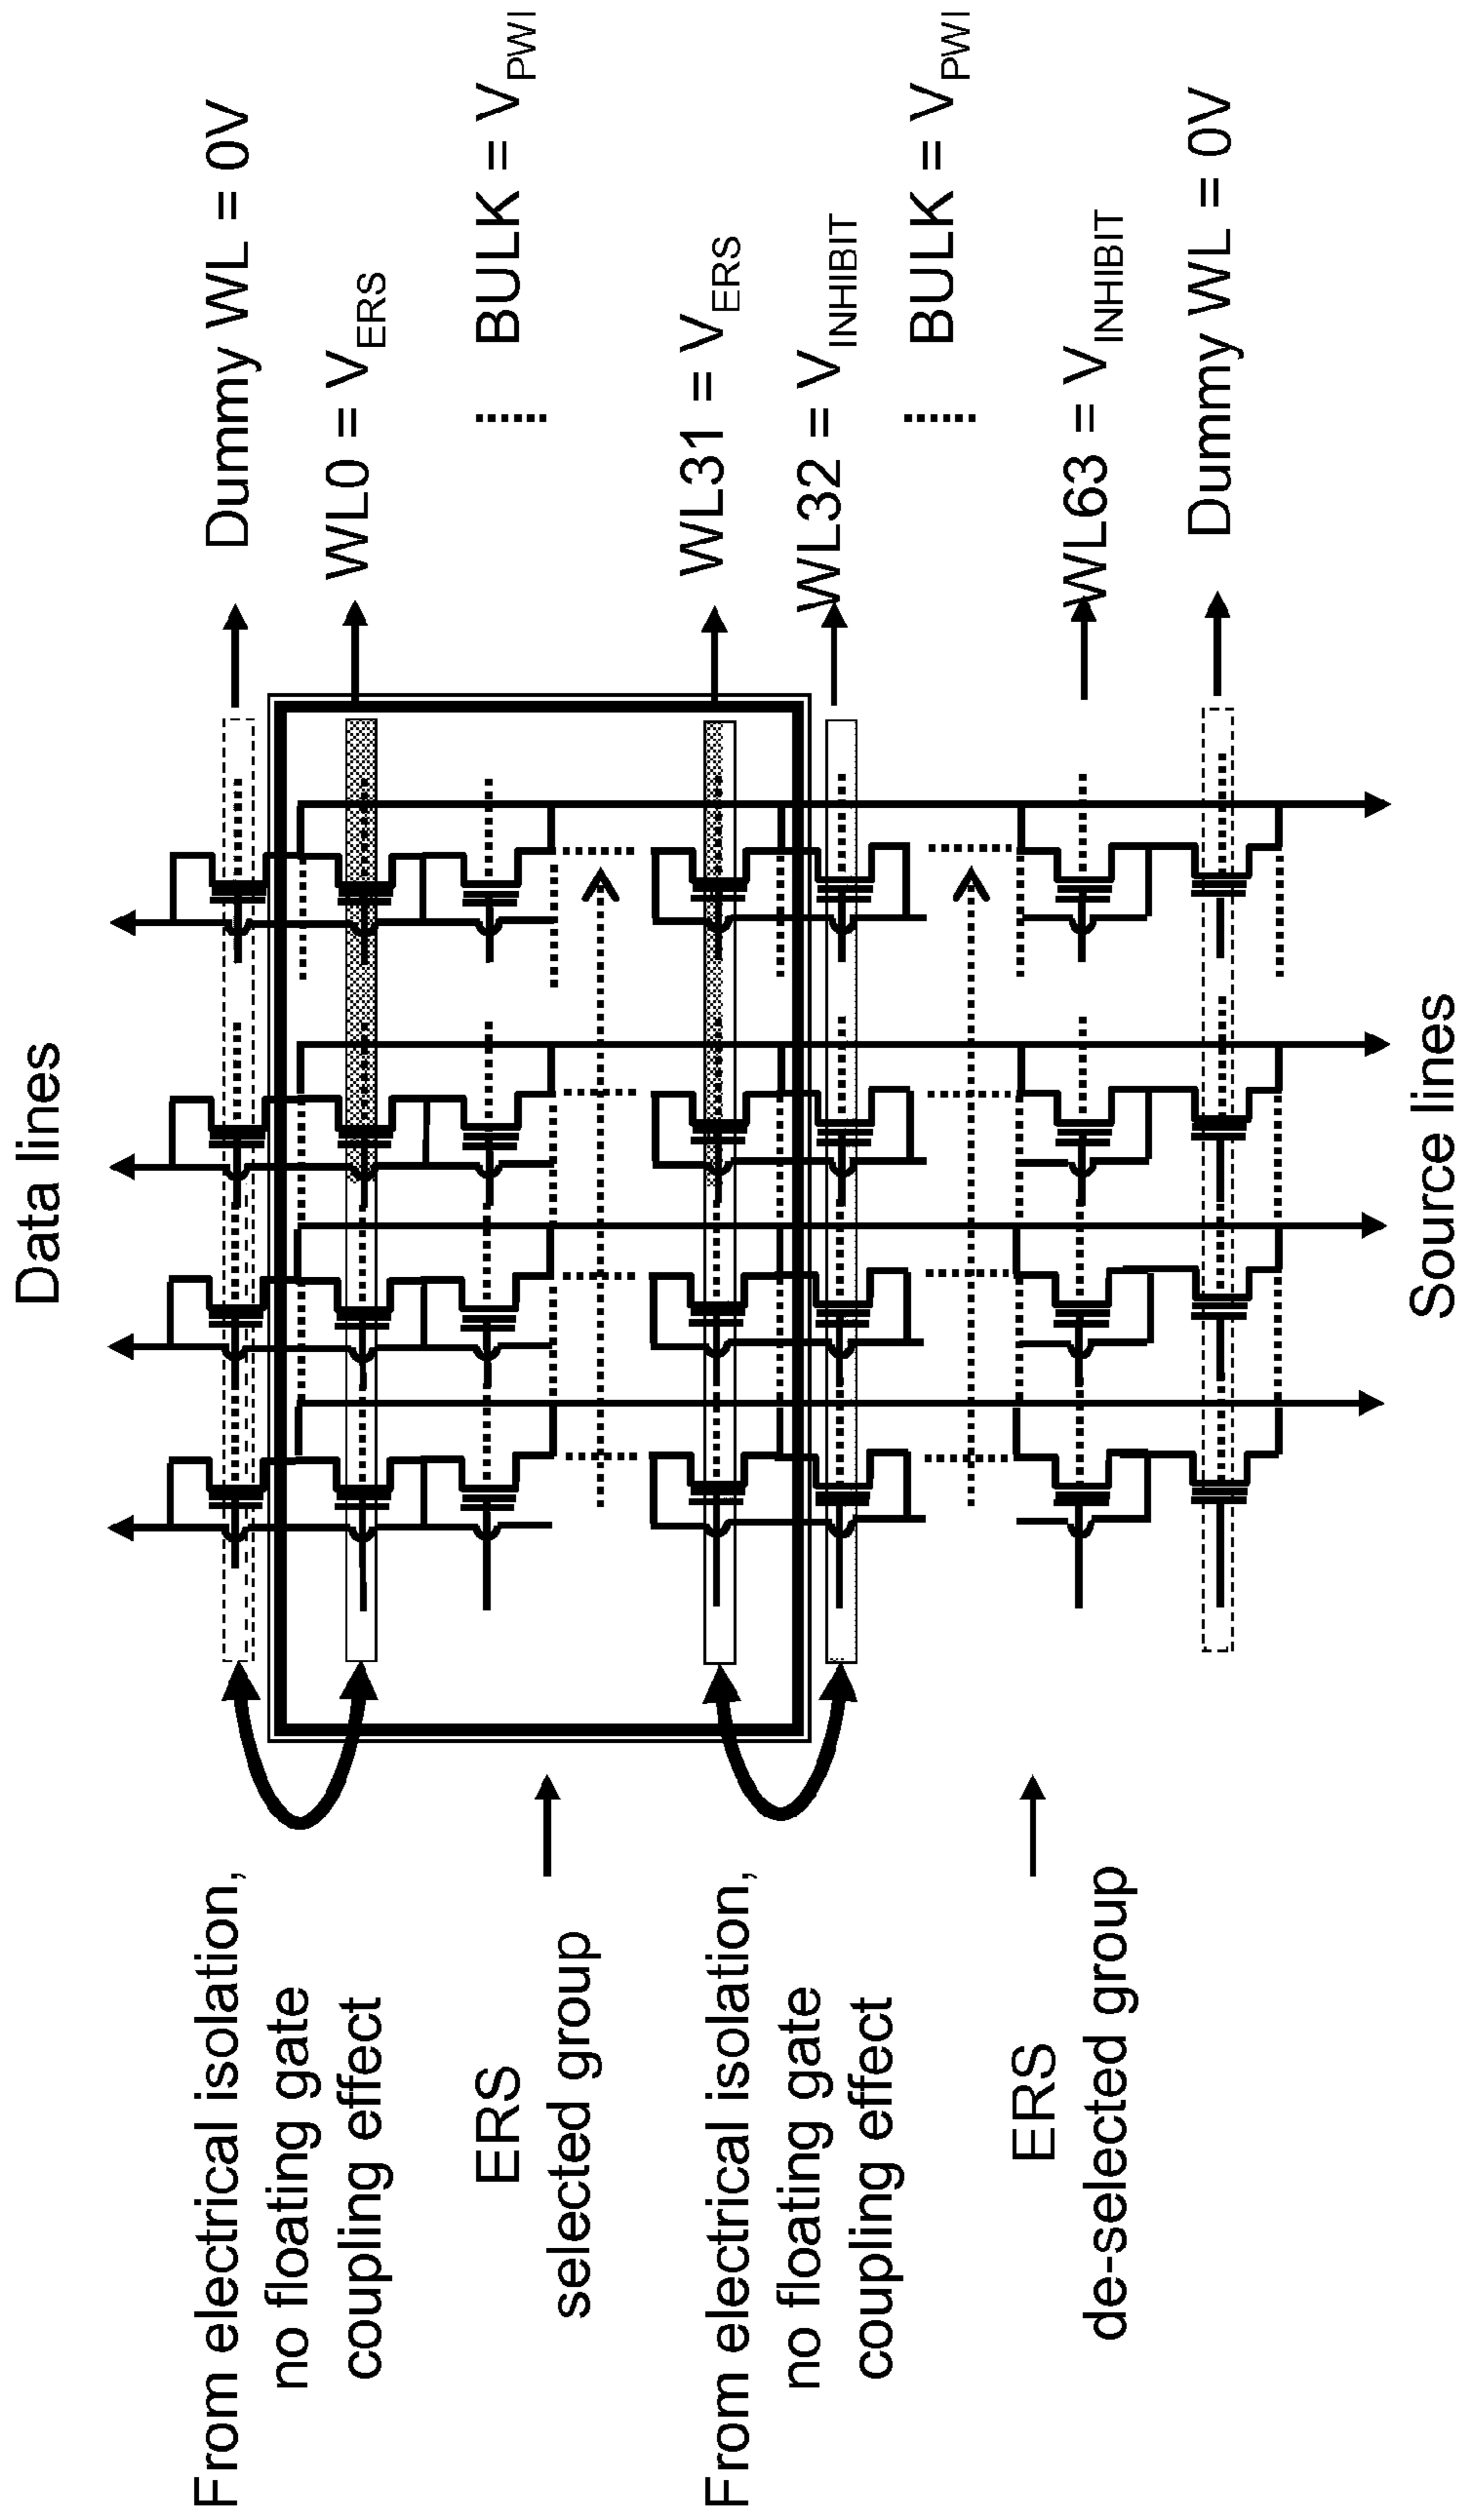 Data lines
From electrical isolation,
no floating gate
coupling effect
ERS
selected group
From electrical isolation,
no floating gate
coupling effect
ERS
de-selected group
Dummy WL = 0V
WL0 = VERS
BULK = VPWI
WL31 = VERS
WL32 = VINHIBIT
BULK = VPWI
WL63 = VINHIBIT
Dummy WL = 0V
Source lines